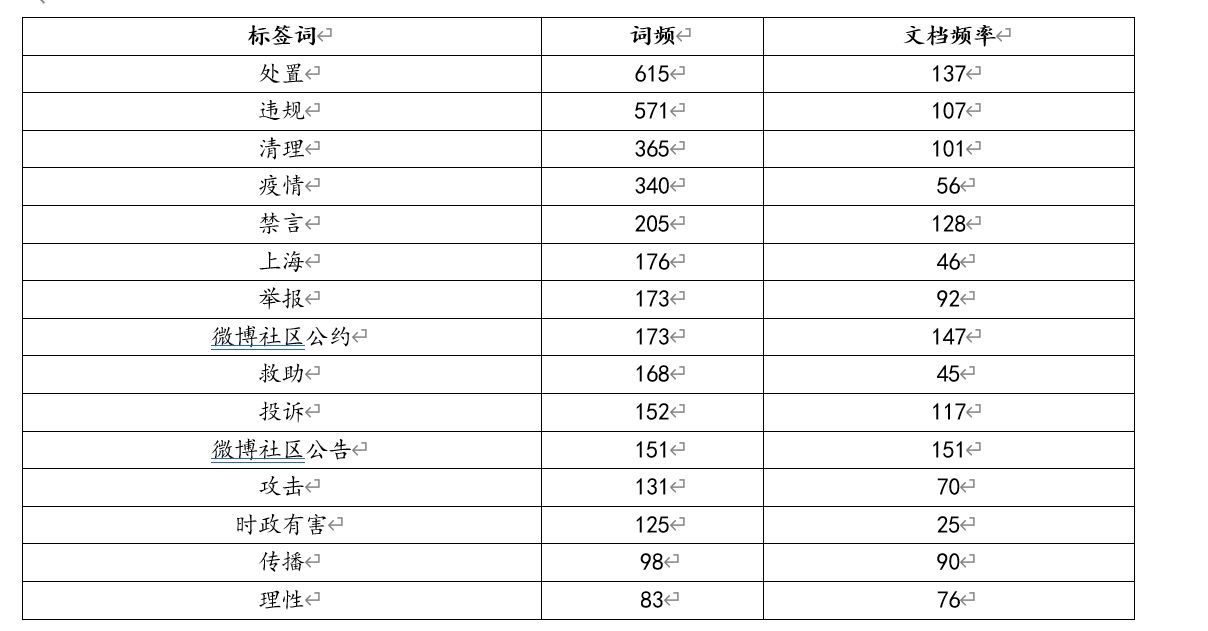 标签词 词频 文档频率
处置 615 137
违规 571 107
清理 365 101
疫情 340 56
禁言 205 128
上海 176 46
举报 173 92
微博社区公约 173 147
救助 168 45
投诉 152 117
微博社区公告 151 151
攻击 131 70
时政有害 125 25
传播 98 90
理性 83 76